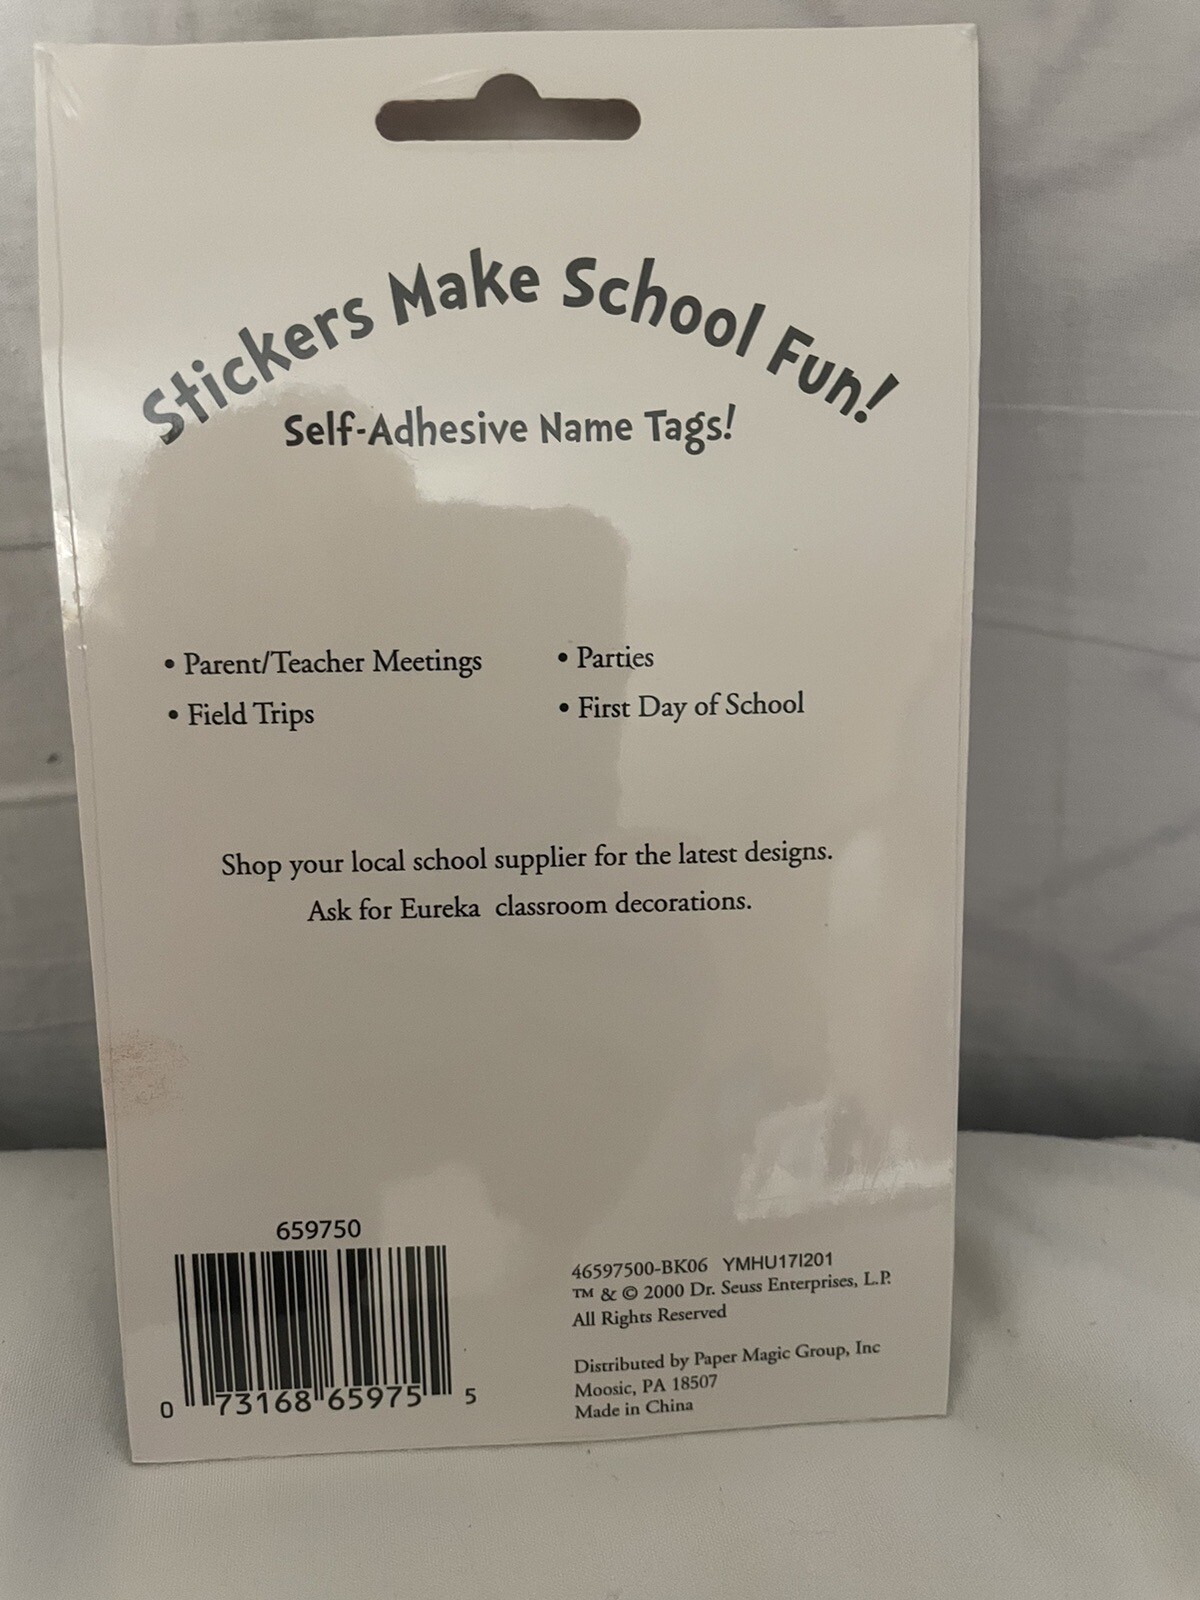 Stickers Make School Fun!
Self-Adhesive Name Tags!
• Parent/Teacher Meetings
• Field Trips
• Parties
• First Day of School
Shop your local school supplier for the latest designs.
Ask for Eureka classroom decorations.
659750
0 73168 65975 5
46597500-BK06 YMHU17I201
™ & © 2000 Dr. Seuss Enterprises, L.P.
All Rights Reserved
Distributed by Paper Magic Group, Inc
Moosic, PA 18507
Made in China